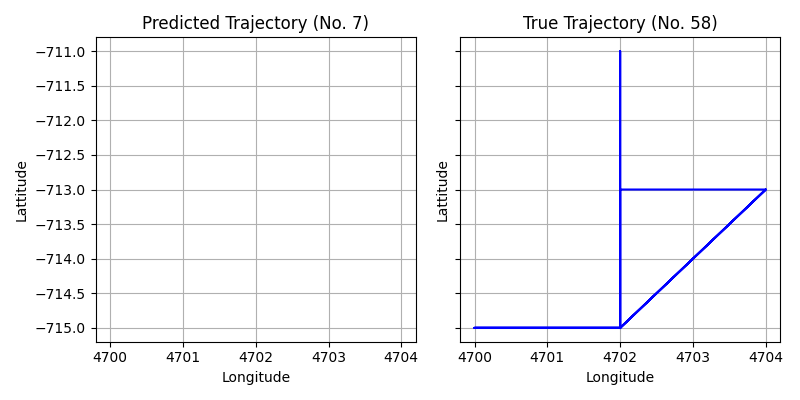 Predicted Trajectory (No. 7)
−711.0
−711.5
−712.0
−712.5
−713.0
−713.5
−714.0
−714.5
−715.0
Lattitude
4700 4701 4702 4703 4704
Longitude
True Trajectory (No. 58)
Lattitude
4700 4701 4702 4703 4704
Longitude